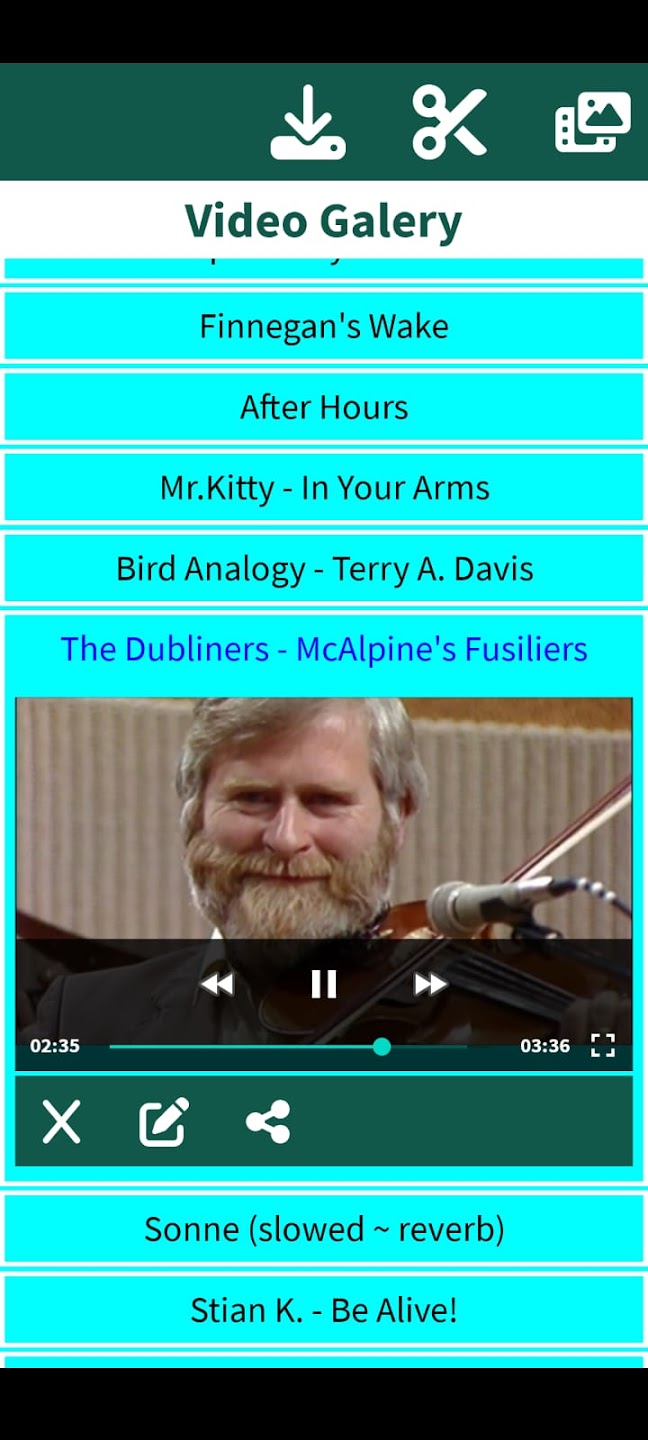 Video Galery
Finnegan's Wake
After Hours
Mr.Kitty - In Your Arms
Bird Analogy - Terry A. Davis
The Dubliners - McAlpine's Fusiliers
02:35
03:36
Sonne (slowed ~ reverb)
Stian K. - Be Alive!